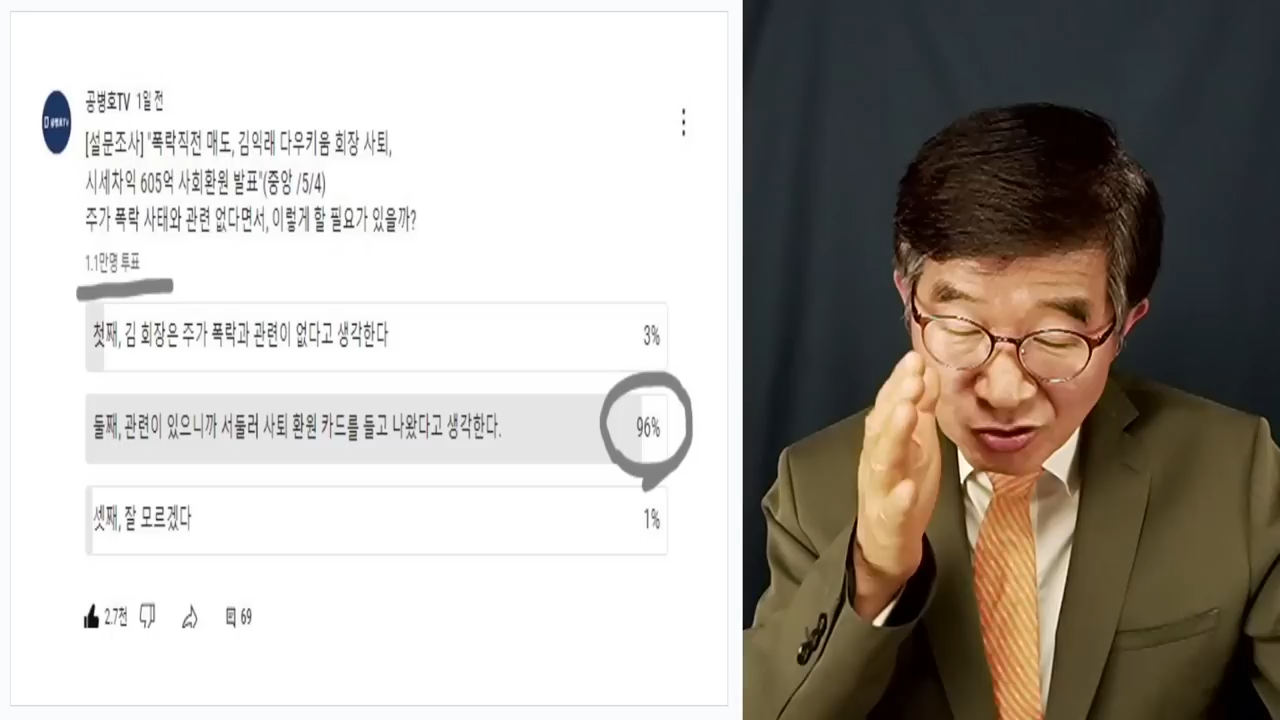 공병호TV 1일 전
공병호TV
[설문조사] "폭락직전 매도, 김익래 다우키움 회장 사퇴,
시세차익 605억 사회환원 발표"(중앙 /5/4)
주가 폭락 사태와 관련 없다면서, 이렇게 할 필요가 있을까?
1.1만명 투표
첫째, 김 회장은 주가 폭락과 관련이 없다고 생각한다 3%
둘째, 관련이 있으니까 서둘러 사퇴 환원 카드를 들고 나왔다고 생각한다. 96%
셋째, 잘 모르겠다 1%
2.7천 69